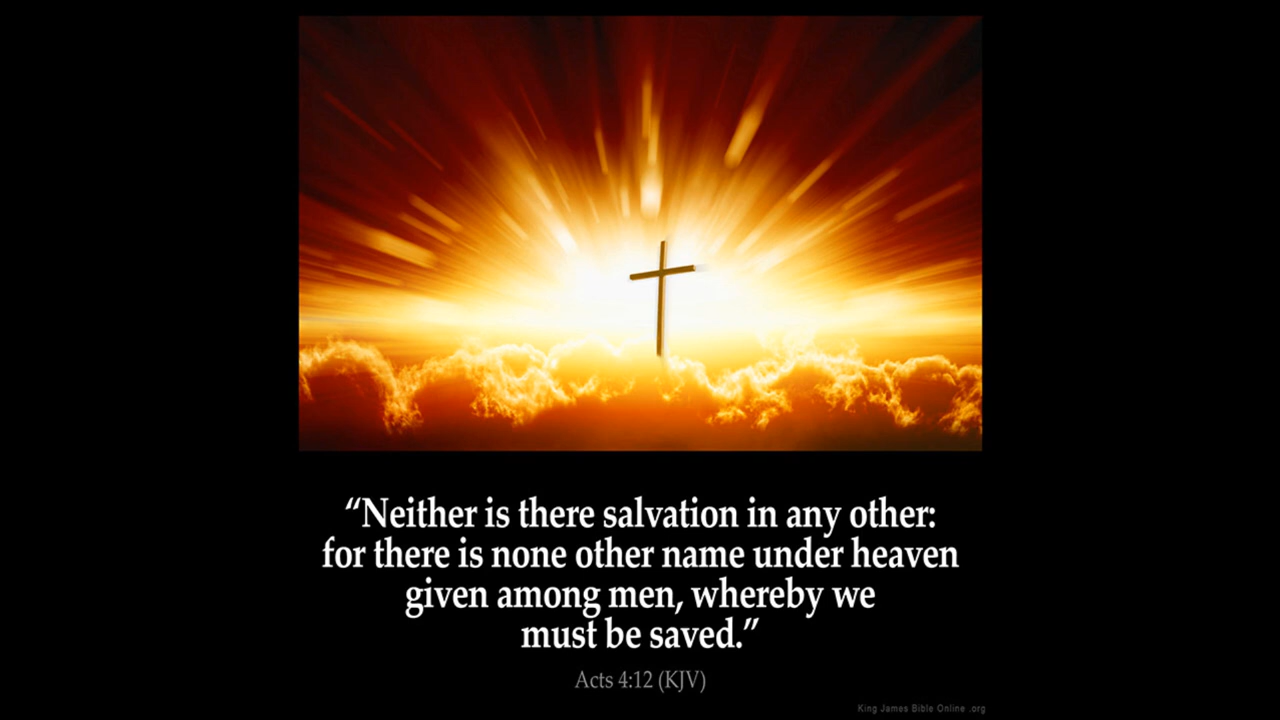 “Neither is there salvation in any other:
for there is none other name under heaven
given among men, whereby we
must be saved.”
Acts 4:12 (KJV)
King James Bible Online .org